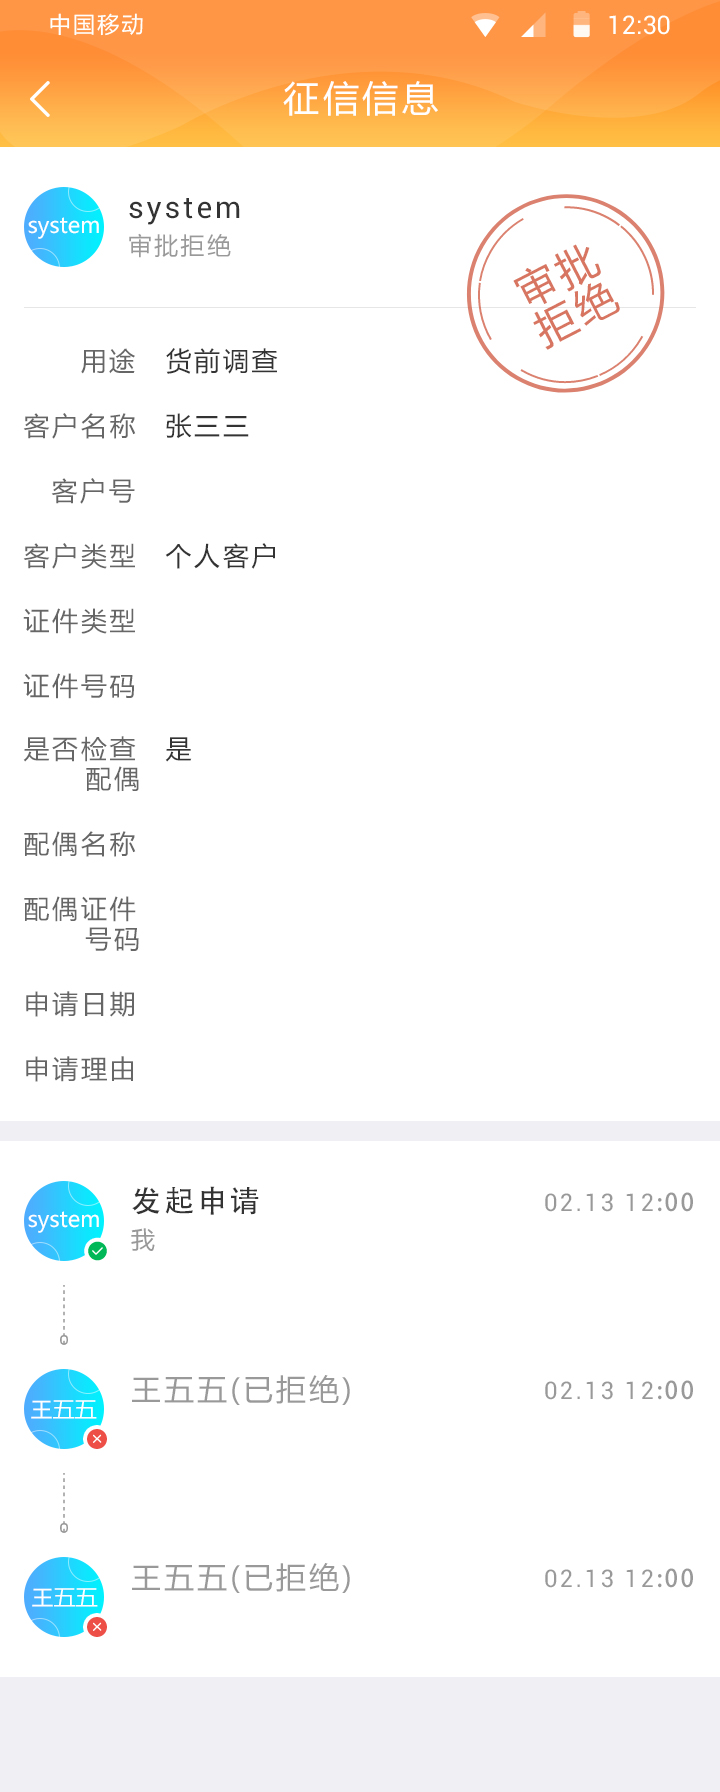 中国移动 12:30
征信信息
system
system
审批拒绝
审批
拒绝
用途 货前调查
客户名称 张三三
客户号
客户类型 个人客户
证件类型
证件号码
是否检查 是
配偶
配偶名称
配偶证件
号码
申请日期
申请理由
system
发起申请 02.13 12:00
我
王五五
王五五(已拒绝) 02.13 12:00
王五五
王五五(已拒绝) 02.13 12:00